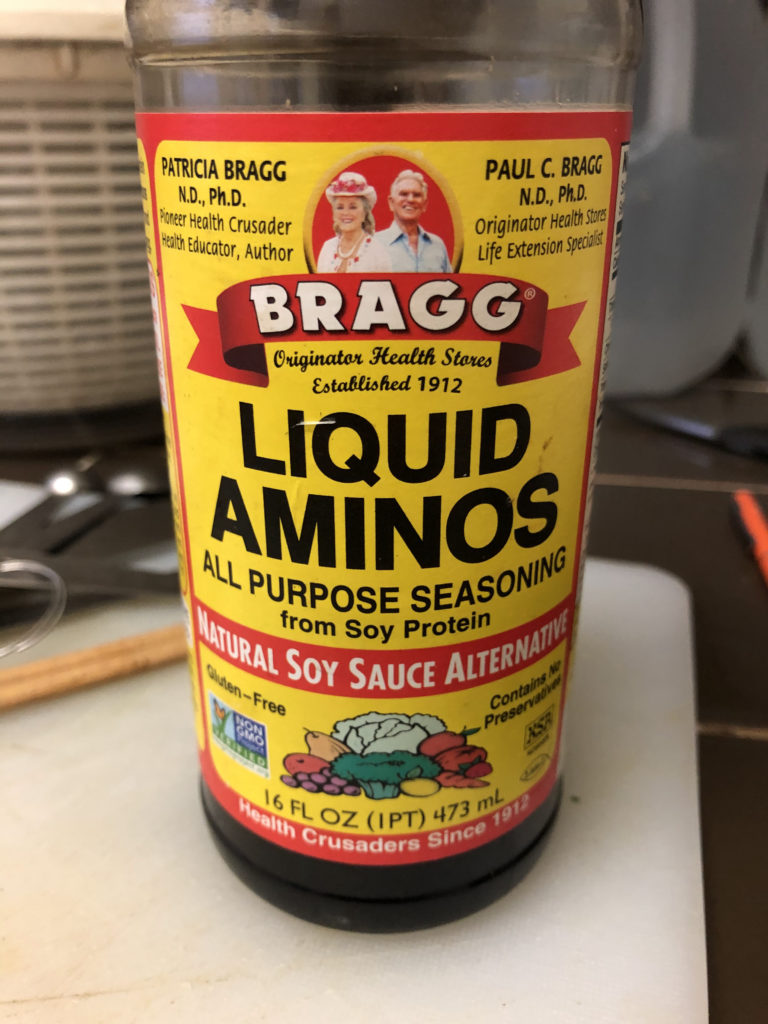 PATRICIA BRAGG
N.D., Ph.D.
Pioneer Health Crusader
Health Educator, Author
PAUL C. BRAGG
N.D., Ph.D.
Originator Health Stores
Life Extension Specialist
BRAGG®
Originator Health Stores
Established 1912
LIQUID
AMINOS
ALL PURPOSE SEASONING
from Soy Protein
NATURAL SOY SAUCE ALTERNATIVE
Gluten-Free
Contains No
Preservatives
NON
GMO
16 FL OZ (1PT) 473 mL
Health Crusaders Since 1912